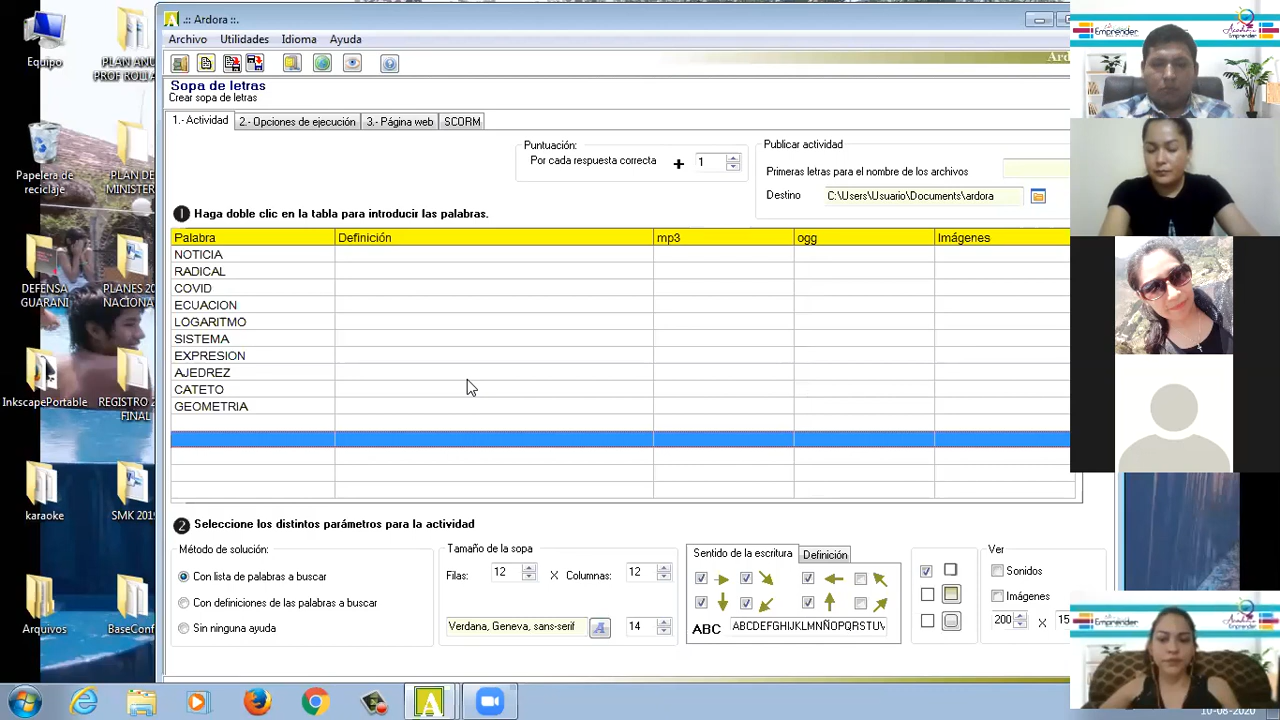 .:: Ardora ::.
Archivo Utilidades Idioma Ayuda
Sopa de letras
Crear sopa de letras
1.- Actividad 2.- Opciones de ejecución 3.- Página web SCORM
Puntuación:
Por cada respuesta correcta + 1
Publicar actividad
Primeras letras para el nombre de los archivos
Destino C:\Users\Usuario\Documents\ardora
1 Haga doble clic en la tabla para introducir las palabras.
Palabra Definición mp3 ogg Imágenes
NOTICIA
RADICAL
COVID
ECUACION
LOGARITMO
SISTEMA
EXPRESION
AJEDREZ
CATETO
GEOMETRIA
2 Seleccione los distintos parámetros para la actividad
Método de solución:
Con lista de palabras a buscar
Con definiciones de las palabras a buscar
Sin ninguna ayuda
Tamaño de la sopa
Filas: 12 X Columnas: 12
Verdana, Geneva, sans-serif A 14
Sentido de la escritura Definición
ABC ABCDEFGHIJKLMNÑOPQRSTUV
Ver
Sonidos
Imágenes
200 X 15
Equipo
PLAN ANU
PROF ROLLA
Papelera de
reciclaje
PLAN DE
MINISTER
DEFENSA
GUARANI
PLANES 20
NACIONA
InkscapePortable
REGISTRO 2
FINAL
karaoke
SMK 2019
Arquivos
BaseConf
Emprender
Emprender
Emprender
Emprender
10-08-2020